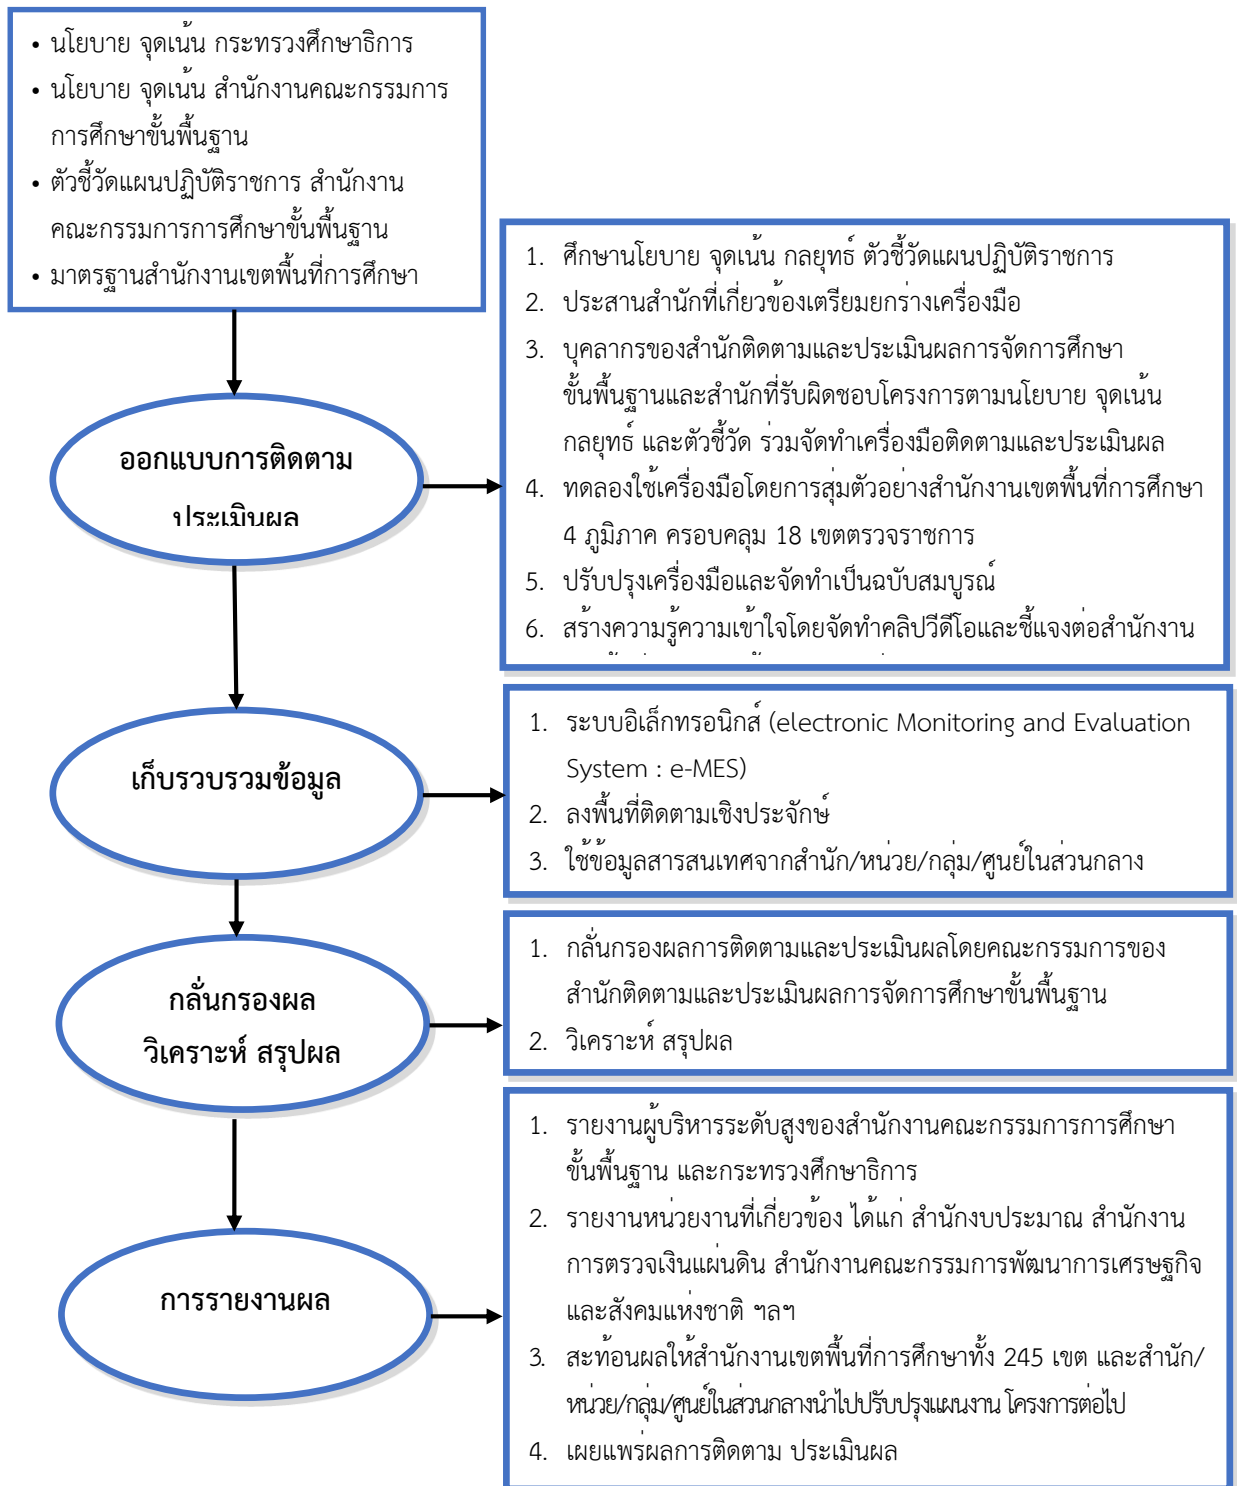 • นโยบาย จุดเน้น กระทรวงศึกษาธิการ
• นโยบาย จุดเน้น สำนักงานคณะกรรมการ
การศึกษาขั้นพื้นฐาน
• ตัวชี้วัดแผนปฏิบัติราชการ สำนักงาน
คณะกรรมการการศึกษาขั้นพื้นฐาน
• มาตรฐานสำนักงานเขตพื้นที่การศึกษา
ออกแบบการติดตาม
ประเมินผล
1. ศึกษานโยบาย จุดเน้น กลยุทธ์ ตัวชี้วัดแผนปฏิบัติราชการ
2. ประสานสำนักที่เกี่ยวข้องเตรียมยกร่างเครื่องมือ
3. บุคลากรของสำนักติดตามและประเมินผลการจัดการศึกษา
ขั้นพื้นฐานและสำนักที่รับผิดชอบโครงการตามนโยบาย จุดเน้น
กลยุทธ์ และตัวชี้วัด ร่วมจัดทำเครื่องมือติดตามและประเมินผล
4. ทดลองใช้เครื่องมือโดยการสุ่มตัวอย่างสำนักงานเขตพื้นที่การศึกษา
4 ภูมิภาค ครอบคลุม 18 เขตตรวจราชการ
5. ปรับปรุงเครื่องมือและจัดทำเป็นฉบับสมบูรณ์
6. สร้างความรู้ความเข้าใจโดยจัดทำคลิปวีดีโอและชี้แจงต่อสำนักงาน
เก็บรวบรวมข้อมูล
1. ระบบอิเล็กทรอนิกส์ (electronic Monitoring and Evaluation
System : e-MES)
2. ลงพื้นที่ติดตามเชิงประจักษ์
3. ใช้ข้อมูลสารสนเทศจากสำนัก/หน่วย/กลุ่ม/ศูนย์ในส่วนกลาง
กลั่นกรองผล
วิเคราะห์ สรุปผล
1. กลั่นกรองผลการติดตามและประเมินผลโดยคณะกรรมการของ
สำนักติดตามและประเมินผลการจัดการศึกษาขั้นพื้นฐาน
2. วิเคราะห์ สรุปผล
การรายงานผล
1. รายงานผู้บริหารระดับสูงของสำนักงานคณะกรรมการการศึกษา
ขั้นพื้นฐาน และกระทรวงศึกษาธิการ
2. รายงานหน่วยงานที่เกี่ยวข้อง ได้แก่ สำนักงบประมาณ สำนักงาน
การตรวจเงินแผ่นดิน สำนักงานคณะกรรมการพัฒนาการเศรษฐกิจ
และสังคมแห่งชาติ ฯลฯ
3. สะท้อนผลให้สำนักงานเขตพื้นที่การศึกษาทั้ง 245 เขต และสำนัก/
หน่วย/กลุ่ม/ศูนย์ในส่วนกลางนำไปปรับปรุงแผนงาน โครงการต่อไป
4. เผยแพร่ผลการติดตาม ประเมินผล